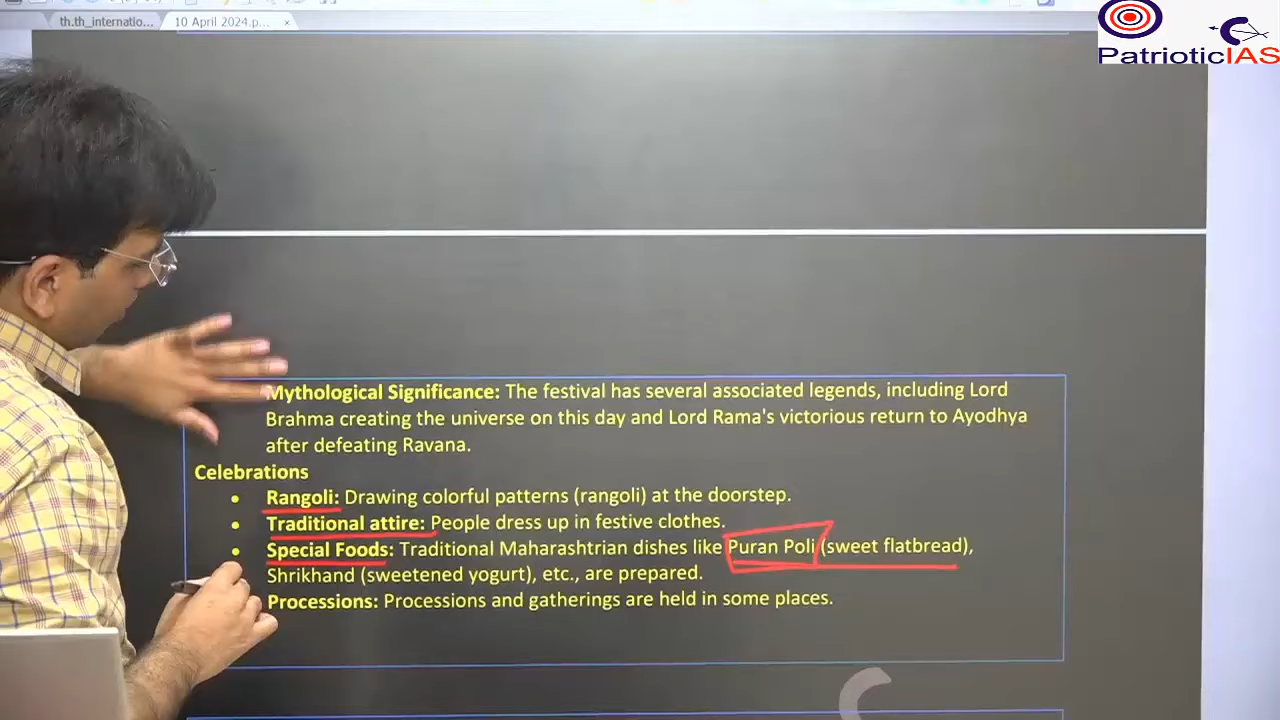 th.th_internatio...
10 April 2024.p...
×
PatrioticIAS
Mythological Significance: The festival has several associated legends, including Lord
Brahma creating the universe on this day and Lord Rama's victorious return to Ayodhya
after defeating Ravana.
Celebrations
• Rangoli: Drawing colorful patterns (rangoli) at the doorstep.
• Traditional attire: People dress up in festive clothes.
• Special Foods: Traditional Maharashtrian dishes like Puran Poli (sweet flatbread),
Shrikhand (sweetened yogurt), etc., are prepared.
Processions: Processions and gatherings are held in some places.